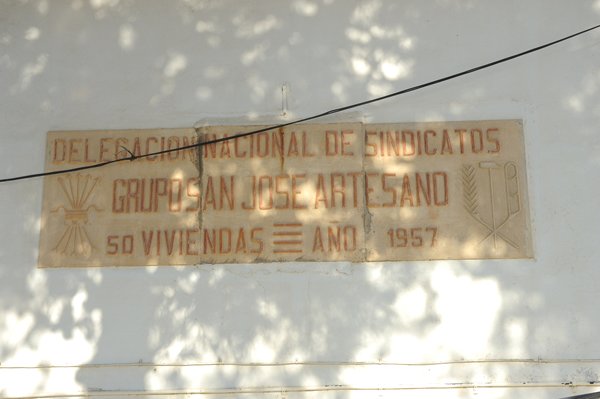 DELEGACION NACIONAL DE SINDICATOS
GRUPO SAN JOSE ARTESANO
50 VIVIENDAS AÑO 1957